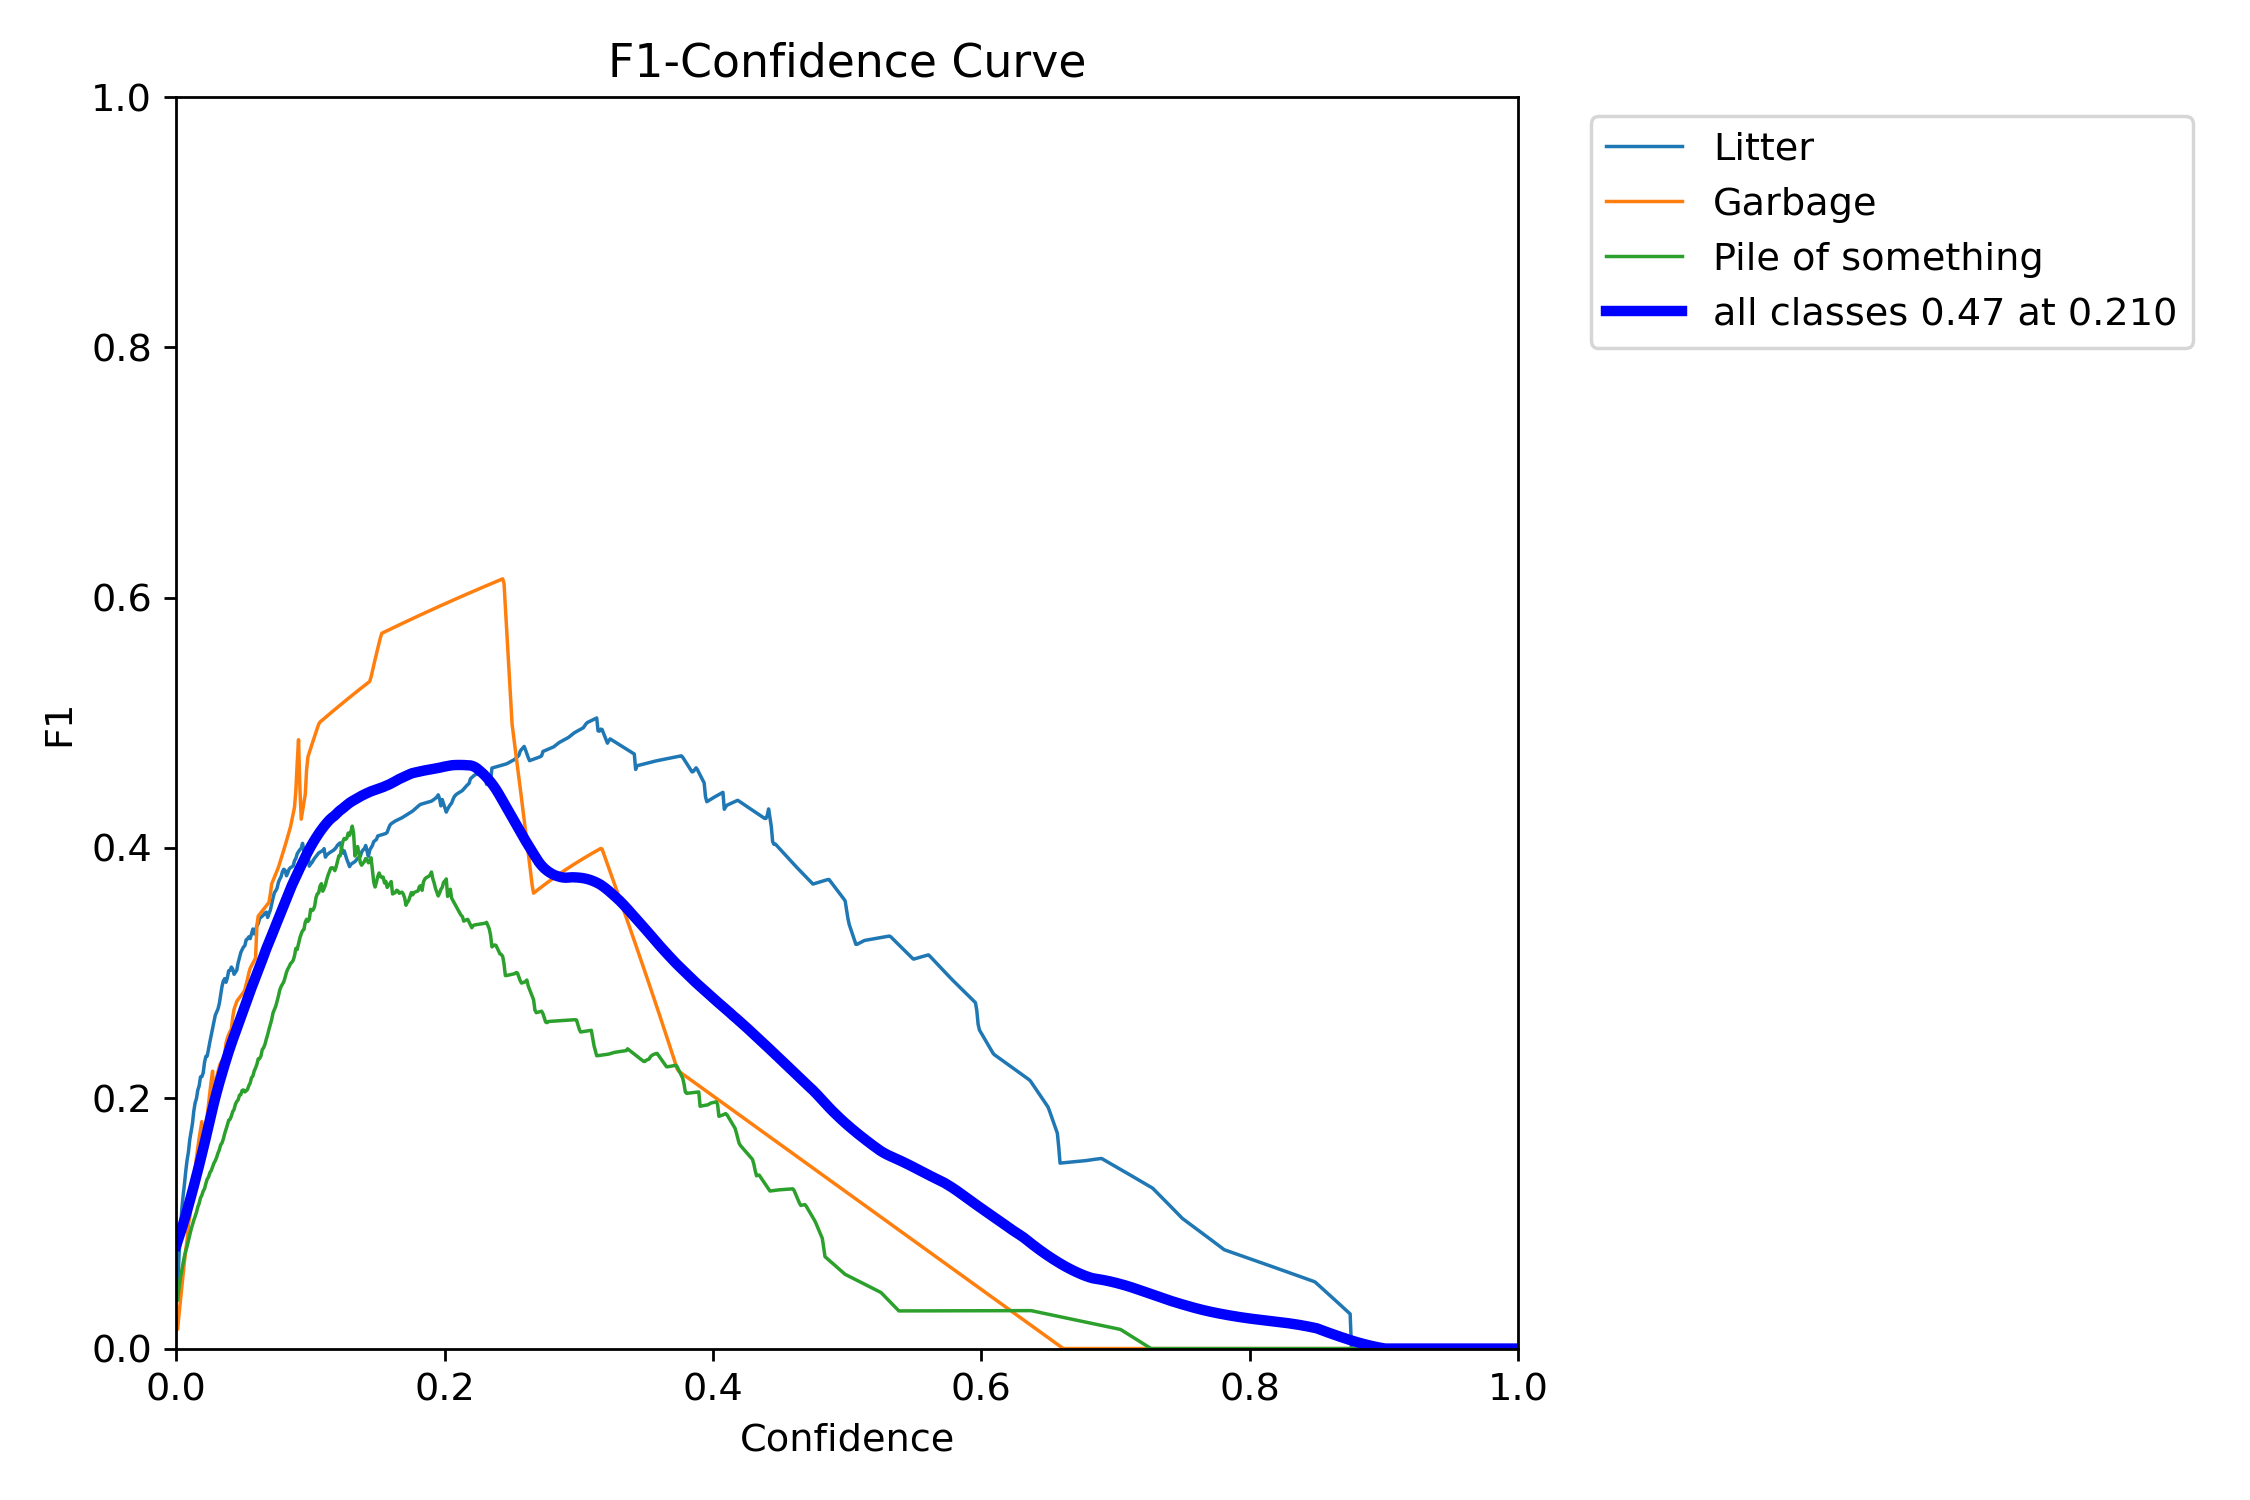 F1-Confidence Curve
1.0
0.8
0.6
0.4
0.2
0.0
F1
0.0 0.2 0.4 0.6 0.8 1.0
Confidence
Litter
Garbage
Pile of something
all classes 0.47 at 0.210